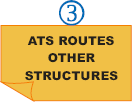 3
ATS ROUTES
OTHER
STRUCTURES